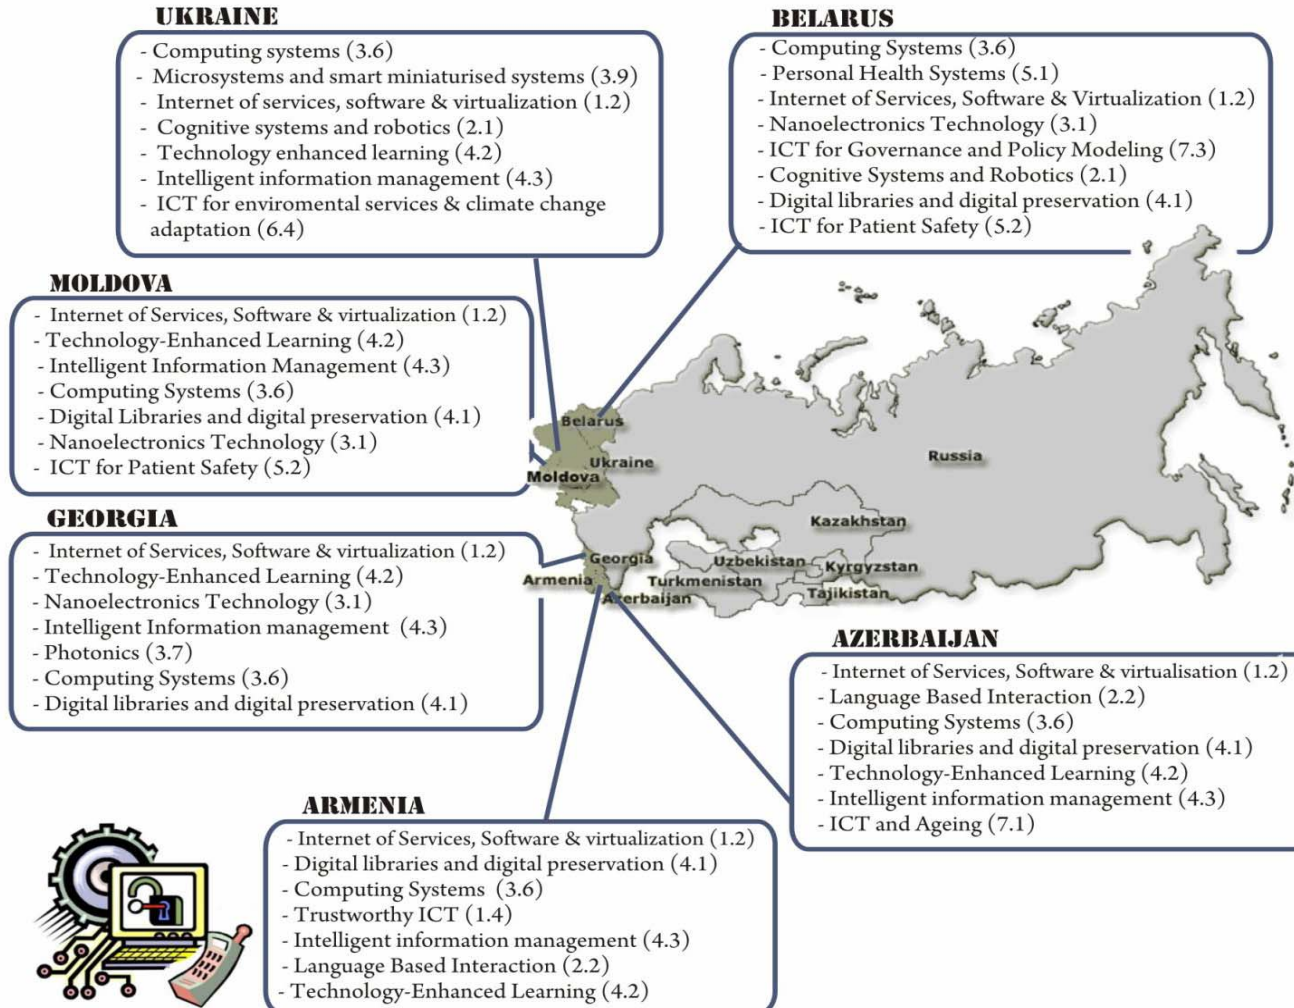 UKRAINE
- Computing systems (3.6)
- Microsystems and smart miniaturised systems (3.9)
- Internet of services, software & virtualization (1.2)
- Cognitive systems and robotics (2.1)
- Technology enhanced learning (4.2)
- Intelligent information management (4.3)
- ICT for enviromental services & climate change
adaptation (6.4)
BELARUS
- Computing Systems (3.6)
- Personal Health Systems (5.1)
- Internet of Services, Software & Virtualization (1.2)
- Nanoelectronics Technology (3.1)
- ICT for Governance and Policy Modeling (7.3)
- Cognitive Systems and Robotics (2.1)
- Digital libraries and digital preservation (4.1)
- ICT for Patient Safety (5.2)
MOLDOVA
- Internet of Services, Software & virtualization (1.2)
- Technology-Enhanced Learning (4.2)
- Intelligent Information Management (4.3)
- Computing Systems (3.6)
- Digital Libraries and digital preservation (4.1)
- Nanoelectronics Technology (3.1)
- ICT for Patient Safety (5.2)
Belarus
Ukraine
Moldova
Russia
Kazakhstan
Georgia
Uzbekistan
Kyrgyzstan
Armenia
Turkmenistan
Azerbaijan
Tajikistan
GEORGIA
- Internet of Services, Software & virtualization (1.2)
- Technology-Enhanced Learning (4.2)
- Nanoelectronics Technology (3.1)
- Intelligent Information management (4.3)
- Photonics (3.7)
- Computing Systems (3.6)
- Digital libraries and digital preservation (4.1)
AZERBAIJAN
- Internet of Services, Software & virtualisation (1.2)
- Language Based Interaction (2.2)
- Computing Systems (3.6)
- Digital libraries and digital preservation (4.1)
- Technology-Enhanced Learning (4.2)
- Intelligent information management (4.3)
- ICT and Ageing (7.1)
ARMENIA
- Internet of Services, Software & virtualization (1.2)
- Digital libraries and digital preservation (4.1)
- Computing Systems (3.6)
- Trustworthy ICT (1.4)
- Intelligent information management (4.3)
- Language Based Interaction (2.2)
- Technology-Enhanced Learning (4.2)